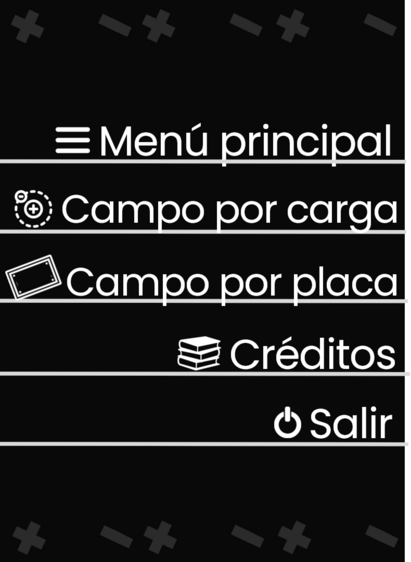 Menú principal
Campo por carga
Campo por placa
Créditos
Salir